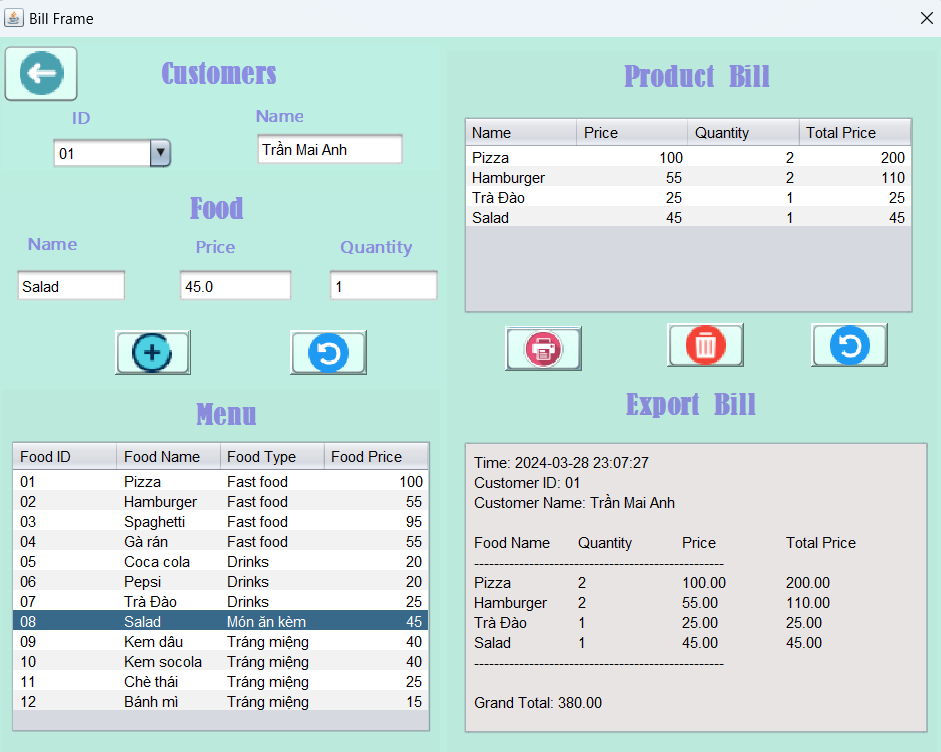 Bill Frame
Customers
ID Name
01 Trần Mai Anh
Food
Name Price Quantity
Salad 45.0 1
Menu
Food ID Food Name Food Type Food Price
01 Pizza Fast food 100
02 Hamburger Fast food 55
03 Spaghetti Fast food 95
04 Gà rán Fast food 55
05 Coca cola Drinks 20
06 Pepsi Drinks 20
07 Trà Đào Drinks 25
08 Salad Món ăn kèm 45
09 Kem dâu Tráng miệng 40
10 Kem socola Tráng miệng 40
11 Chè thái Tráng miệng 25
12 Bánh mì Tráng miệng 15
Product Bill
Name Price Quantity Total Price
Pizza 100 2 200
Hamburger 55 2 110
Trà Đào 25 1 25
Salad 45 1 45
Export Bill
Time: 2024-03-28 23:07:27
Customer ID: 01
Customer Name: Trần Mai Anh
Food Name Quantity Price Total Price
--------------------------------------------------
Pizza 2 100.00 200.00
Hamburger 2 55.00 110.00
Trà Đào 1 25.00 25.00
Salad 1 45.00 45.00
--------------------------------------------------
Grand Total: 380.00